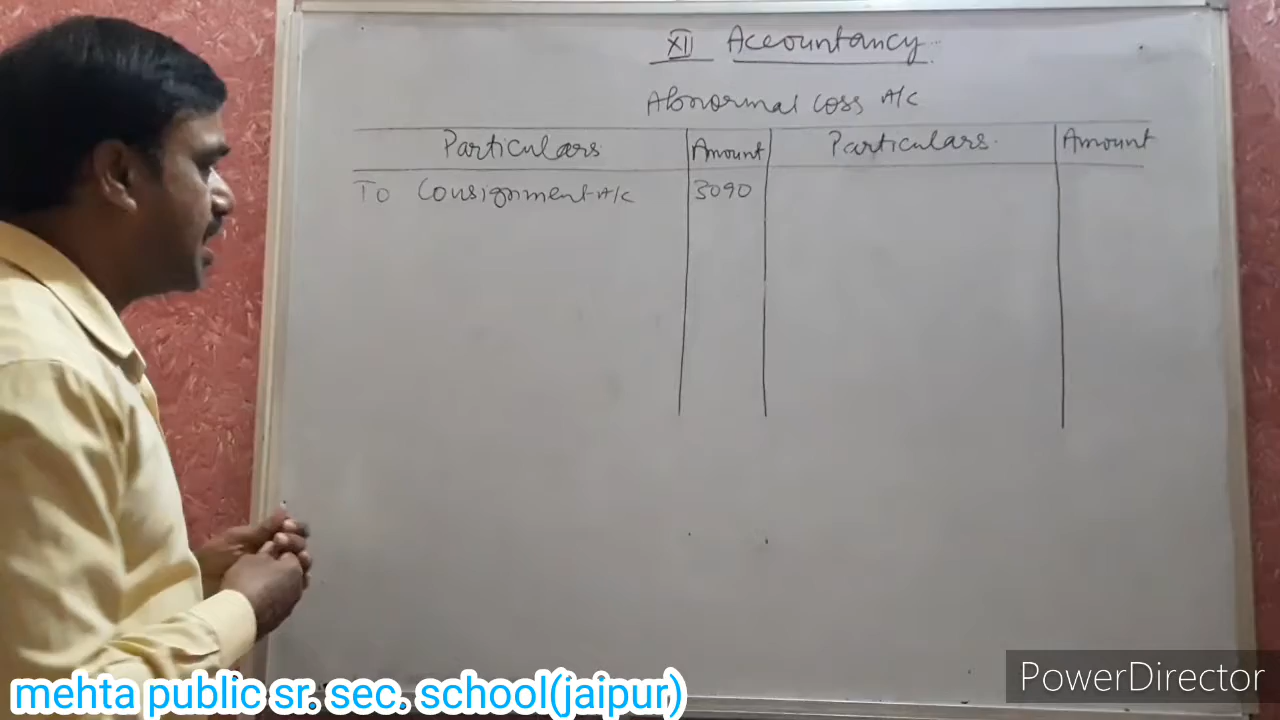 XII Accountancy
Abnormal Loss A/c
Particulars Amount Particulars. Amount
To Consignment A/c 3090
mehta public sr. sec. school(jaipur)
PowerDirector